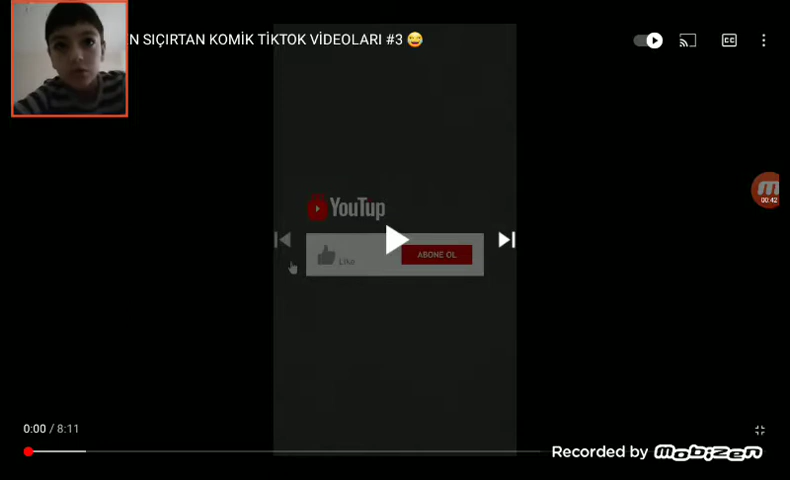 N SIÇIRTAN KOMİK TİKTOK VİDEOLARI #3 😂
CC
00:42
YouTup
Like
ABONE OL
0:00 / 8:11
Recorded by mobizen